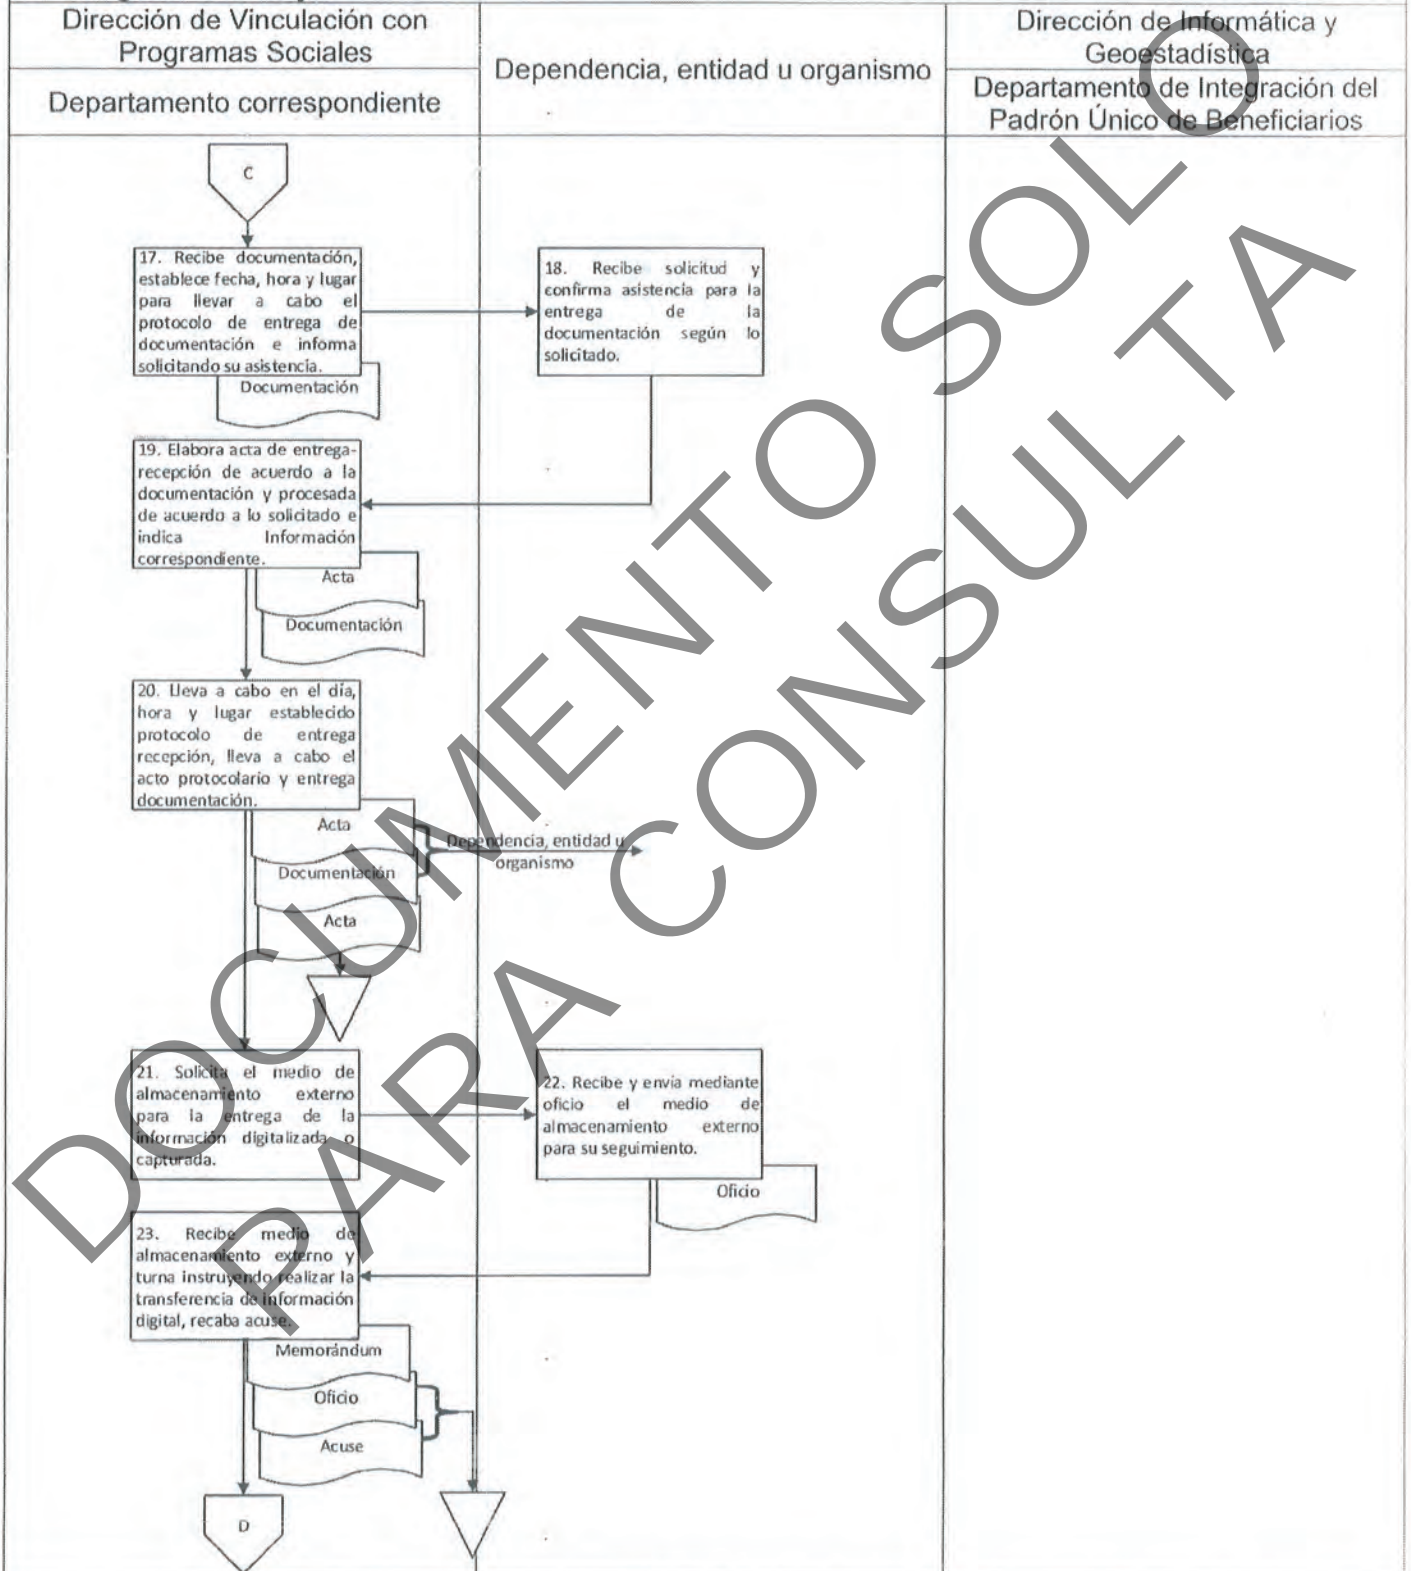 Dirección de Vinculación con
Programas Sociales
Departamento correspondiente
Dependencia, entidad u organismo
Dirección de Informática y
Geoestadística
Departamento de Integración del
Padrón Único de Beneficiarios
C
17. Recibe documentación,
establece fecha, hora y lugar
para llevar a cabo el
protocolo de entrega de
documentación e informa
solicitando su asistencia.
Documentación
18. Recibe solicitud y
confirma asistencia para la
entrega de la
documentación según lo
solicitado.
19. Elabora acta de entrega-
recepción de acuerdo a la
documentación y procesada
de acuerdo a lo solicitado e
indica Información
correspondiente.
Acta
Documentación
20. Lleva a cabo en el día,
hora y lugar establecido
protocolo de entrega
recepción, lleva a cabo el
acto protocolario y entrega
documentación.
Acta
Documentación
Acta
Dependencia, entidad u
organismo
21. Solicita el medio de
almacenamiento externo
para la entrega de la
información digitalizada o
capturada.
22. Recibe y envía mediante
oficio el medio de
almacenamiento externo
para su seguimiento.
Oficio
23. Recibe medio de
almacenamiento externo y
turna instruyendo realizar la
transferencia de información
digital, recaba acuse.
Memorándum
Oficio
Acuse
D
DOCUMENTO SOLO
PARA CONSULTA